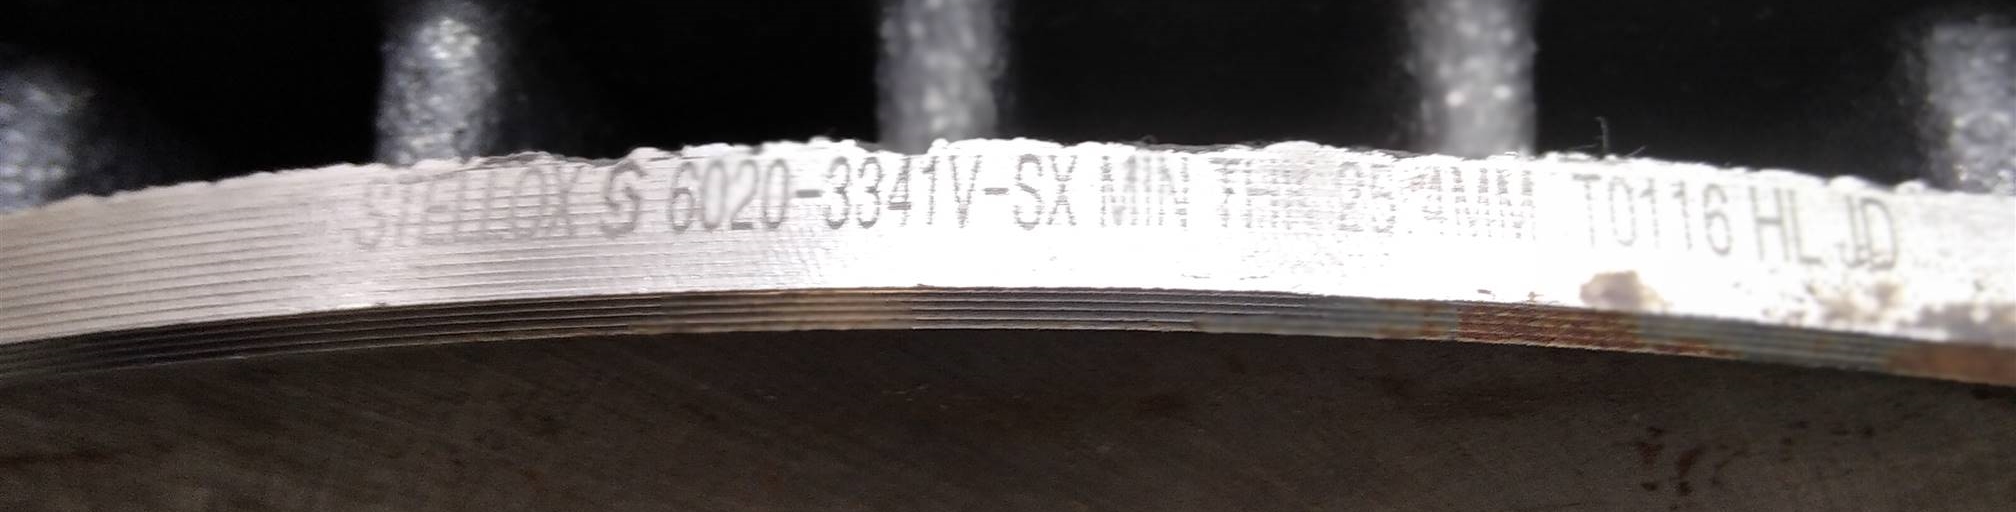 STELLOX S 6020-3341V-SX MIN THK 25.4MM T0116 HL JD